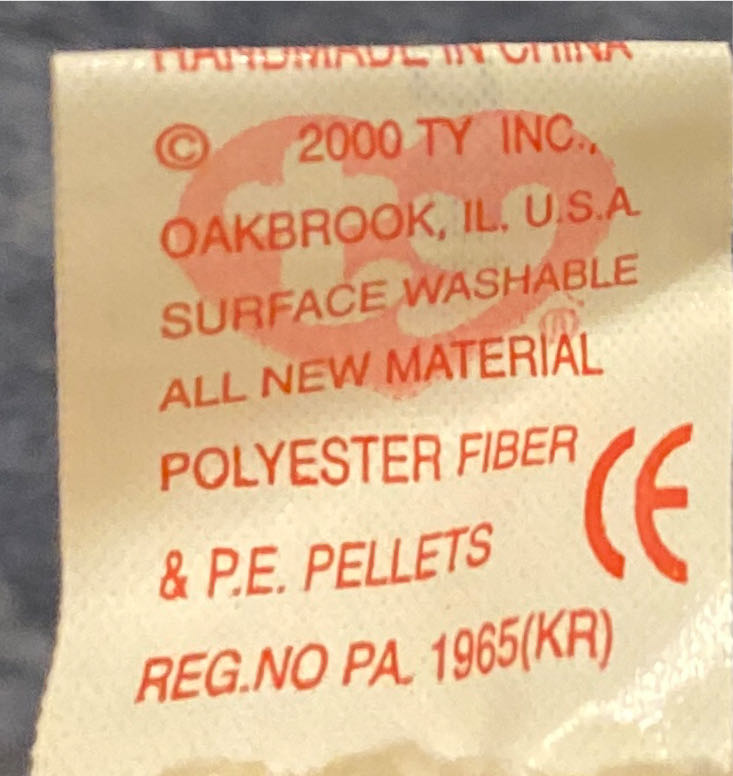 HANDMADE IN CHINA
© 2000 TY INC.,
OAKBROOK, IL, U.S.A
SURFACE WASHABLE
ALL NEW MATERIAL
POLYESTER FIBER
& P.E. PELLETS
CE
REG.NO PA. 1965(KR)
ty
®